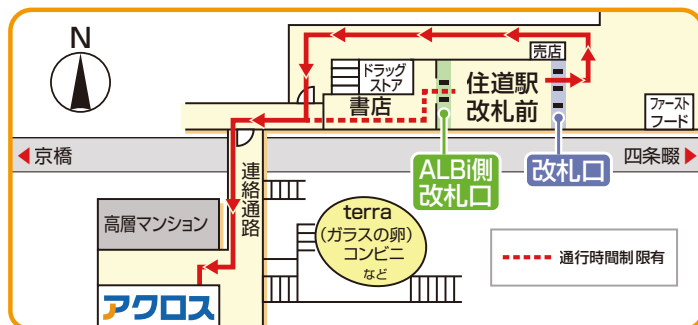 N
売店
ドラッグ
ストア
書店
住道駅
改札前
ファースト
フード
京橋
四条畷
ALBi側
改札口
改札口
連絡通路
高層マンション
terra
(ガラスの卵)
コンビニ
など
通行時間制限有
アクロス